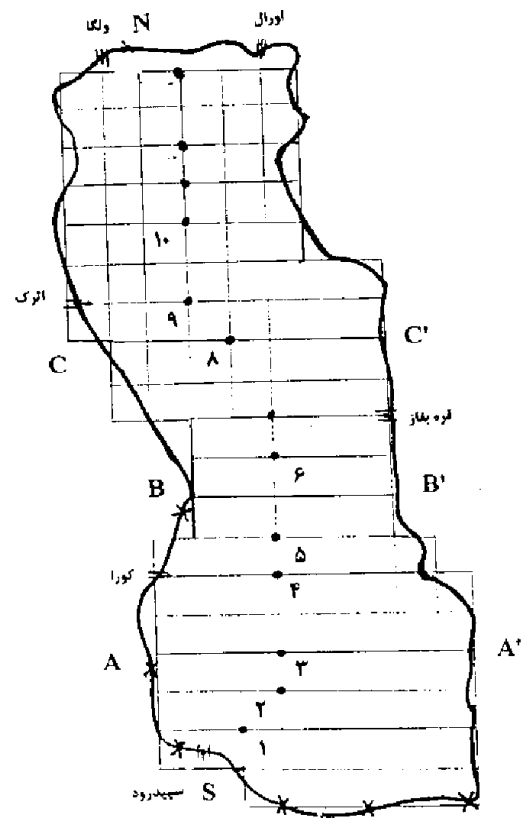 ولگا N اورال
۱۰
اترک
۹
۸
C C'
قره بغاز
۶
B B'
۵
کورا
۴
A A'
۳
۲
۱
سپیدرود S